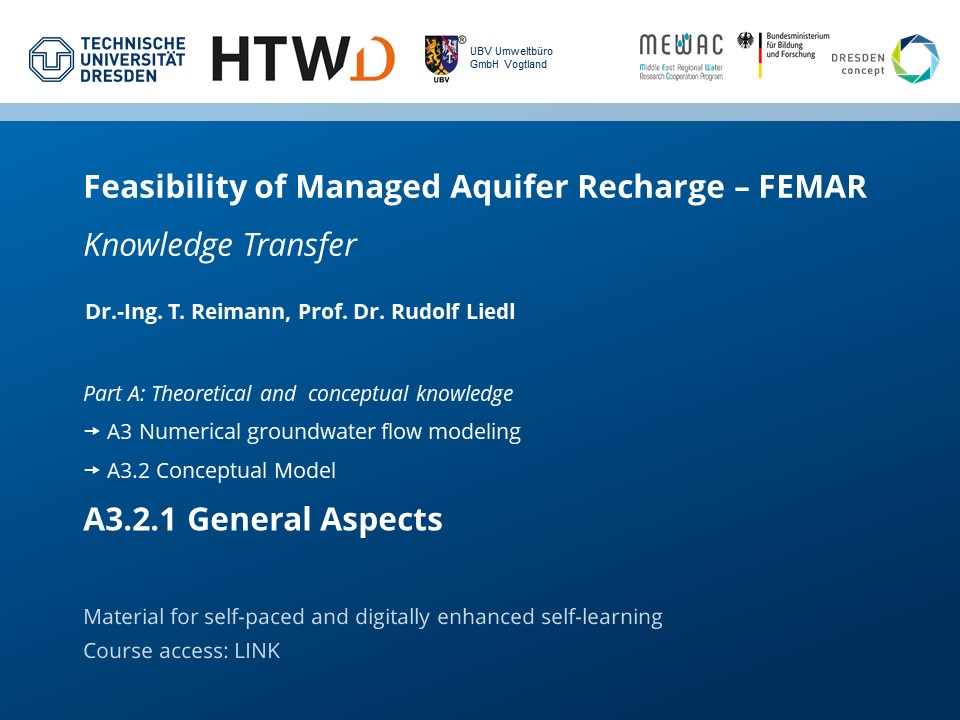 TECHNISCHE
UNIVERSITÄT
DRESDEN
HTWD
UBV
UBV Umweltbüro
GmbH Vogtland
MEWAC
Middle East Regional Water
Research Cooperation Program
Bundesministerium
für Bildung
und Forschung
DRESDEN
concept
Feasibility of Managed Aquifer Recharge – FEMAR
Knowledge Transfer
Dr.-Ing. T. Reimann, Prof. Dr. Rudolf Liedl
Part A: Theoretical and conceptual knowledge
→ A3 Numerical groundwater flow modeling
→ A3.2 Conceptual Model
A3.2.1 General Aspects
Material for self-paced and digitally enhanced self-learning
Course access: LINK